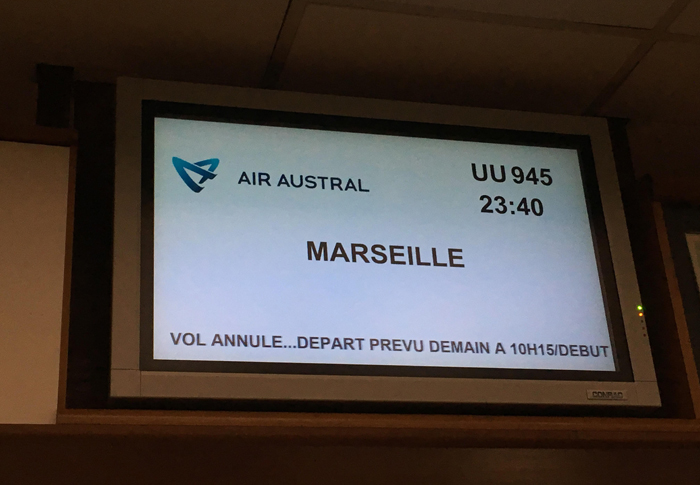 AIR AUSTRAL
UU 945
23:40
MARSEILLE
VOL ANNULE...DEPART PREVU DEMAIN A 10H15/DEBUT
CONRAC